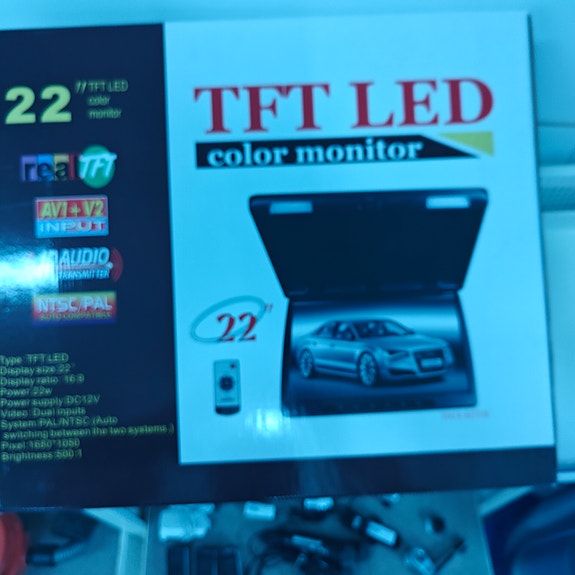 22" TFT LED
color
monitor
real TFT
AV1+V2
INPUT
AUDIO
TRANSMITTER
NTSC/PAL
AUTO COMPATIBLE
Type:TFT LED
Display size:22"
Display ratio:16:9
Power:22w
Power supply:DC12V
Video: Dual inputs
System:PAL/NTSC (Auto
switching between the two systems.)
Pixel:1680*1050
Brightness:500:1
TFT LED
color monitor
22"